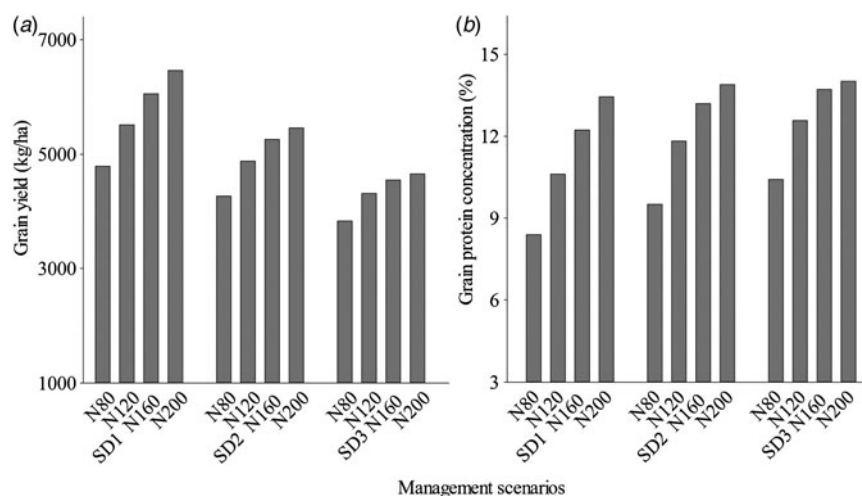 (a)
Grain yield (kg/ha)
7000
5000
3000
1000
N80
N120
SD1 N160
N200
N80
N120
SD2 N160
N200
N80
N120
SD3 N160
N200
(b)
Grain protein concentration (%)
15
12
9
6
3
N80
N120
SD1 N160
N200
N80
N120
SD2 N160
N200
N80
N120
SD3 N160
N200
Management scenarios